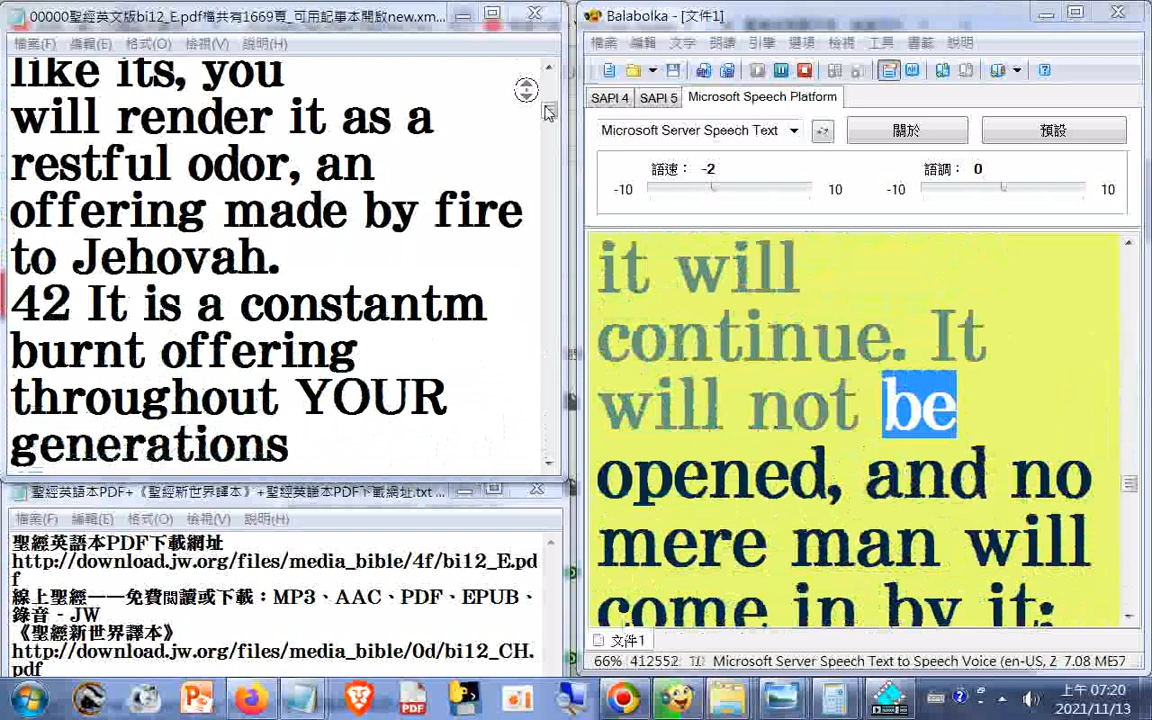 00000聖經英文版bi12_E.pdf檔共有1669頁_可用記事本開啟new.xm...
檔案(F) 編輯(E) 格式(O) 檢視(V) 說明(H)
like its, you
will render it as a
restful odor, an
offering made by fire
to Jehovah.
42 It is a constantm
burnt offering
throughout YOUR
generations
聖經英語本PDF+《聖經新世界譯本》+聖經英語本PDF下載網址.txt ...
檔案(F) 編輯(E) 格式(O) 檢視(V) 說明(H)
聖經英語本PDF下載網址
http://download.jw.org/files/media_bible/4f/bi12_E.pd
f
線上聖經——免費閱讀或下載：MP3、AAC、PDF、EPUB、
錄音 - JW
《聖經新世界譯本》
http://download.jw.org/files/media_bible/0d/bi12_CH.
pdf
Balabolka - [文件1]
檔案 編輯 文字 朗讀 引擎 選項 檢視 工具 書籤 說明
SAPI 4 SAPI 5 Microsoft Speech Platform
Microsoft Server Speech Text 關於 預設
語速： -2 語調： 0
-10 10 -10 10
it will
continue. It
will not be
opened, and no
mere man will
come in by it;
文件1
66% 412552 Microsoft Server Speech Text to Speech Voice (en-US, Z 7.08 ME57
PDF
上午 07:20
2021/11/13